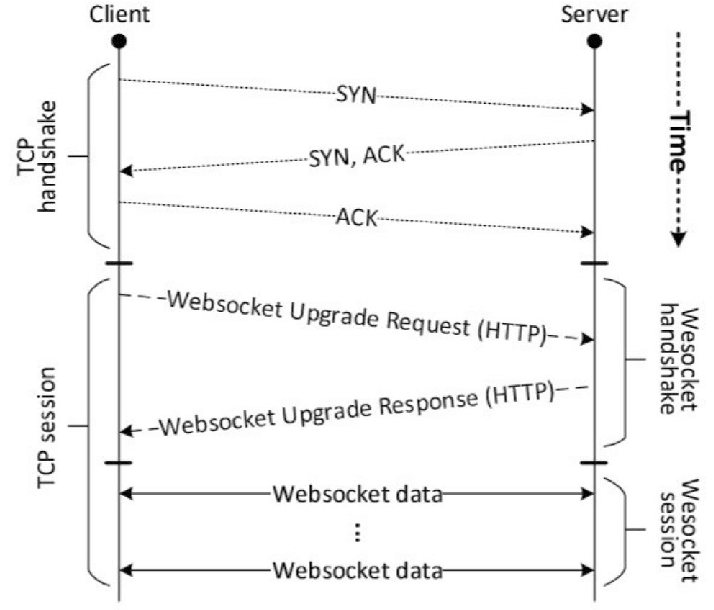 Client
Server
SYN
SYN, ACK
ACK
TCP
handshake
Time
Websocket Upgrade Request (HTTP)
Websocket Upgrade Response (HTTP)
Wesocket
handshake
TCP session
Websocket data
⋮
Websocket data
Wesocket
session